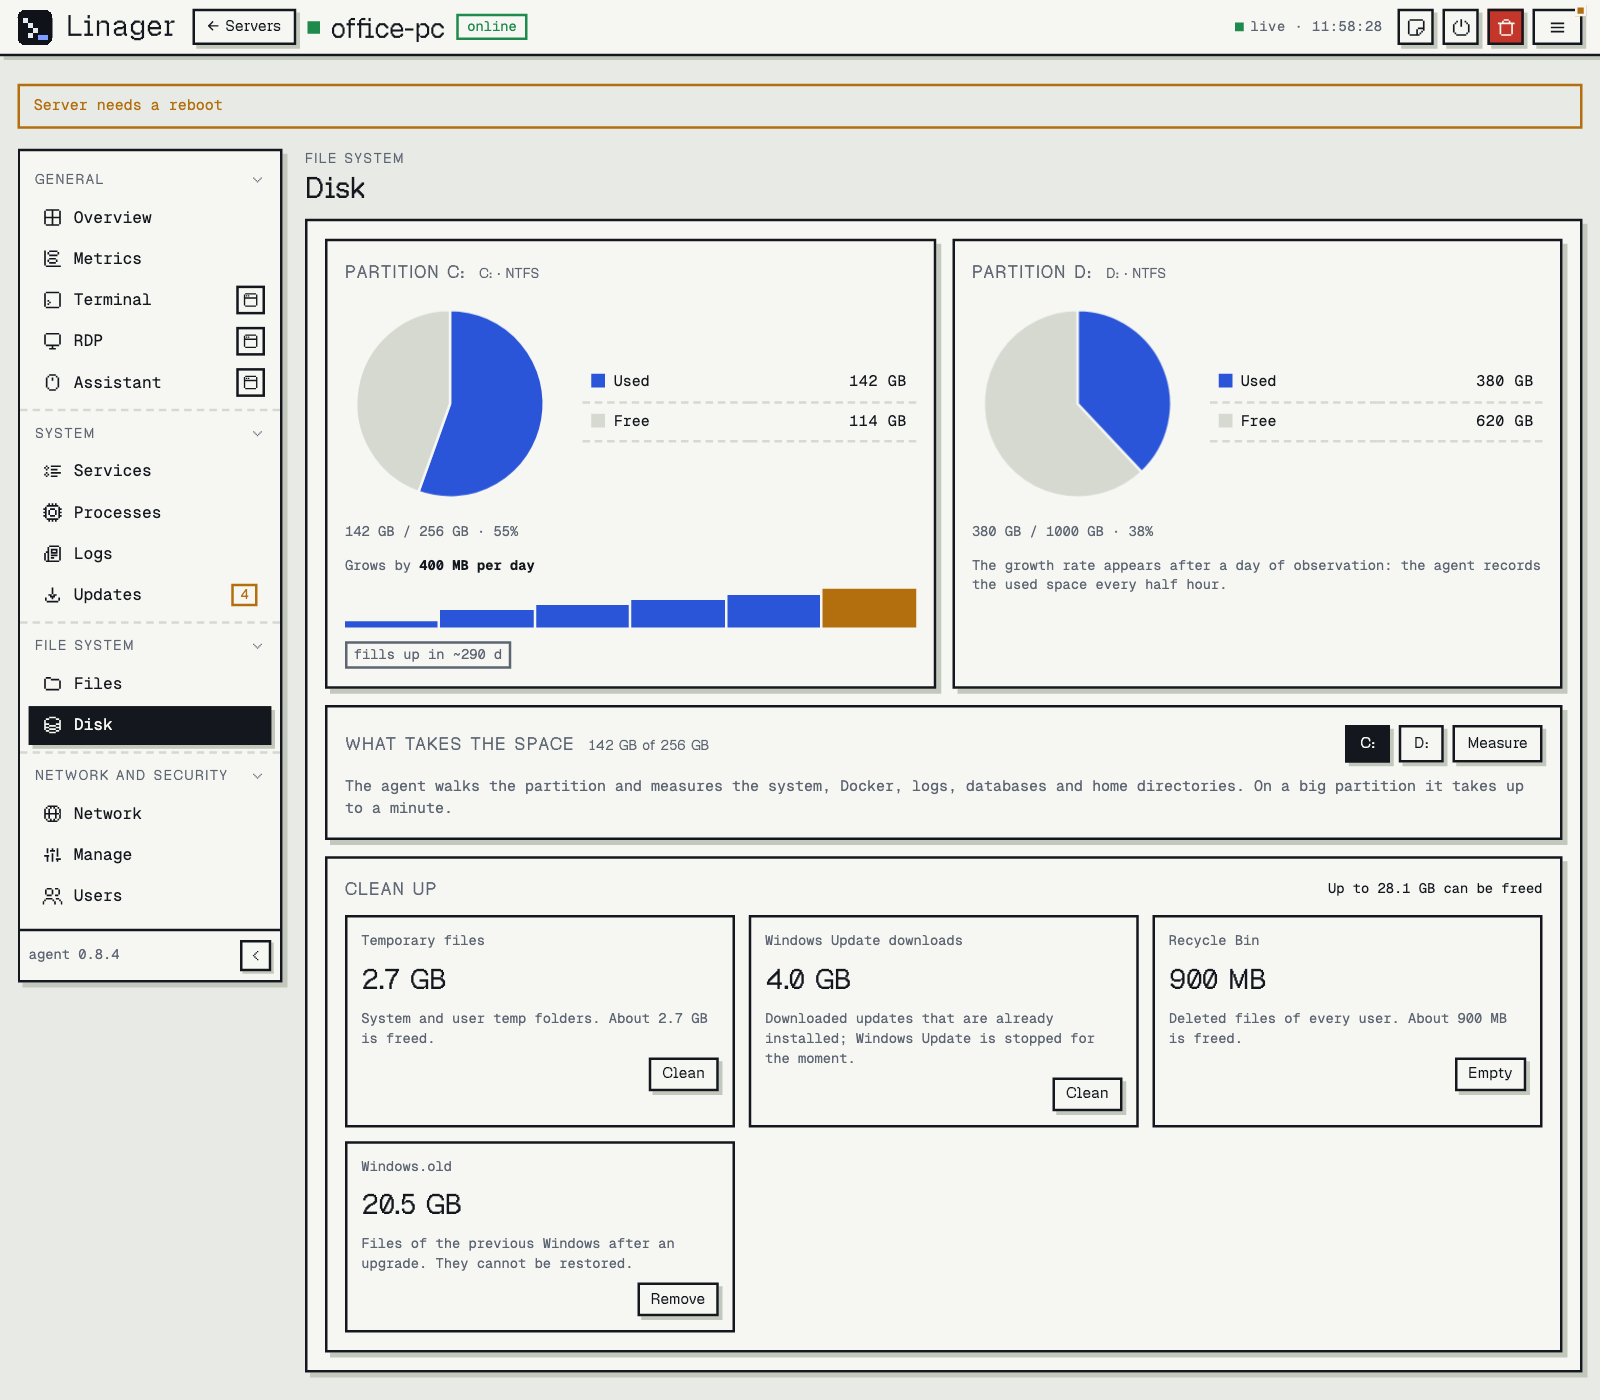 Linager
← Servers
office-pc
online
live · 11:58:28
Server needs a reboot
GENERAL
Overview
Metrics
Terminal
RDP
Assistant
SYSTEM
Services
Processes
Logs
Updates
4
FILE SYSTEM
Files
Disk
NETWORK AND SECURITY
Network
Manage
Users
agent 0.8.4
FILE SYSTEM
Disk
PARTITION C: C: · NTFS
Used 142 GB
Free 114 GB
142 GB / 256 GB · 55%
Grows by 400 MB per day
fills up in ~290 d
PARTITION D: D: · NTFS
Used 380 GB
Free 620 GB
380 GB / 1000 GB · 38%
The growth rate appears after a day of observation: the agent records
the used space every half hour.
WHAT TAKES THE SPACE 142 GB of 256 GB
C:
D:
Measure
The agent walks the partition and measures the system, Docker, logs, databases and home directories. On a big partition it takes up
to a minute.
CLEAN UP
Up to 28.1 GB can be freed
Temporary files
2.7 GB
System and user temp folders. About 2.7 GB
is freed.
Clean
Windows Update downloads
4.0 GB
Downloaded updates that are already
installed; Windows Update is stopped for
the moment.
Clean
Recycle Bin
900 MB
Deleted files of every user. About 900 MB
is freed.
Empty
Windows.old
20.5 GB
Files of the previous Windows after an
upgrade. They cannot be restored.
Remove